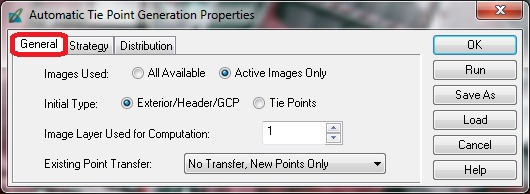 Automatic Tie Point Generation Properties
General Strategy Distribution
Images Used: All Available Active Images Only
Initial Type: Exterior/Header/GCP Tie Points
Image Layer Used for Computation: 1
Existing Point Transfer: No Transfer, New Points Only
OK
Run
Save As
Load
Cancel
Help